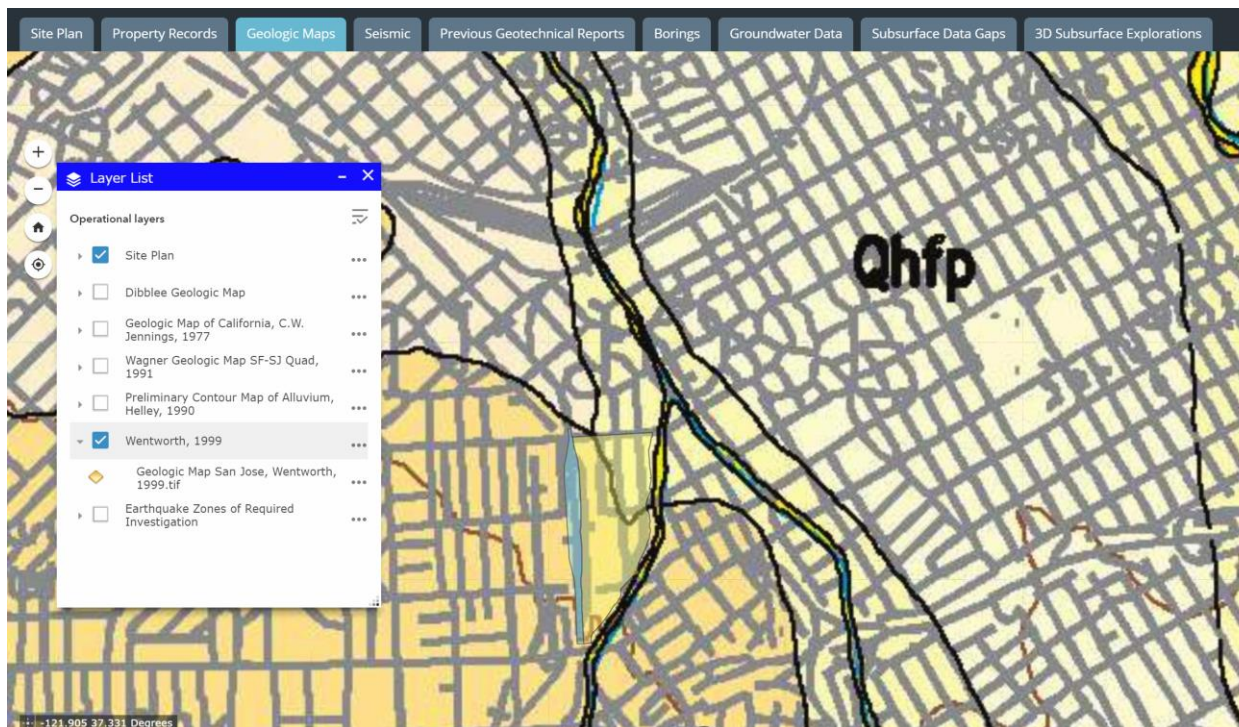 Site Plan
Property Records
Geologic Maps
Seismic
Previous Geotechnical Reports
Borings
Groundwater Data
Subsurface Data Gaps
3D Subsurface Explorations
Layer List
Operational layers
Site Plan
Dibblee Geologic Map
Geologic Map of California, C.W.
Jennings, 1977
Wagner Geologic Map SF-SJ Quad,
1991
Preliminary Contour Map of Alluvium,
Helley, 1990
Wentworth, 1999
Geologic Map San Jose, Wentworth,
1999.tif
Earthquake Zones of Required
Investigation
Qhfp
-121.905 37.331 Degrees